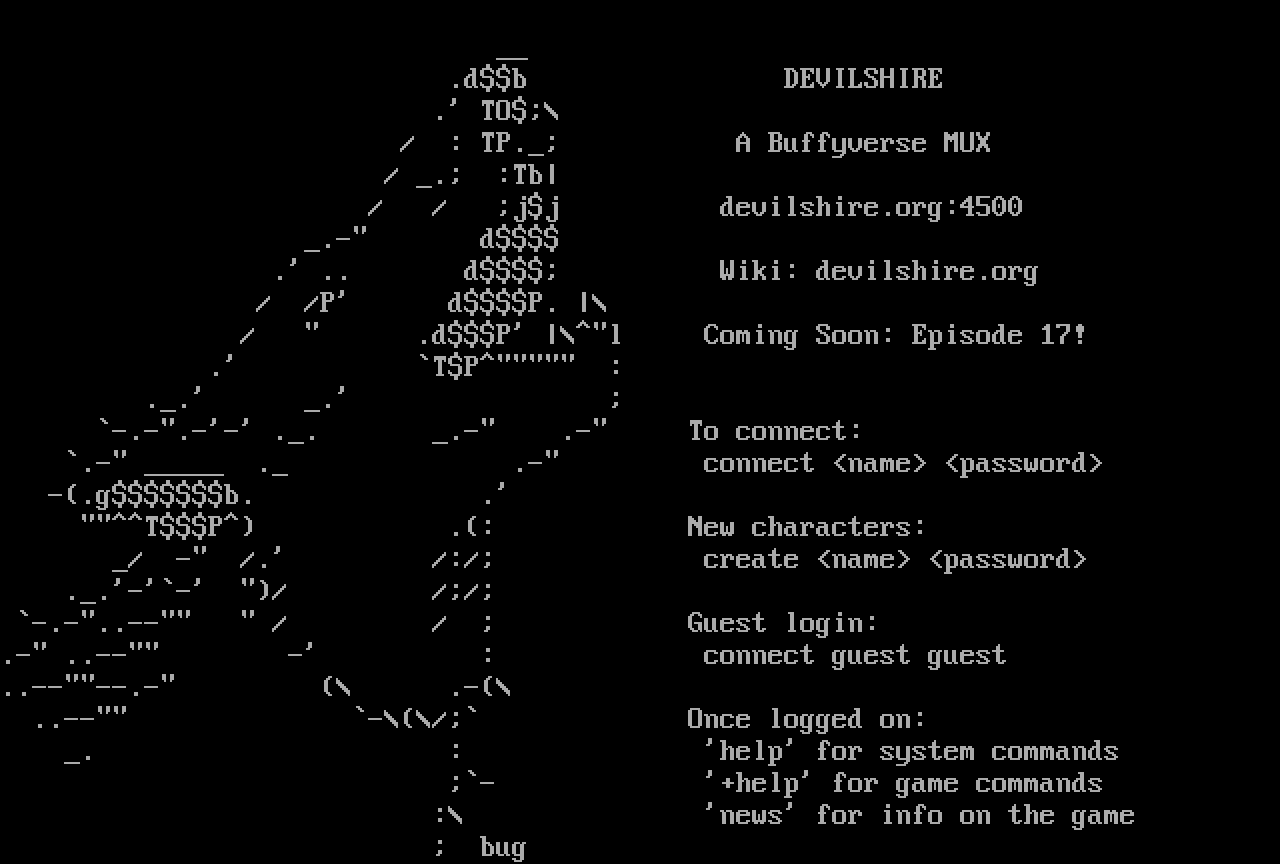 DEVILSHIRE
A Buffyverse MUX
devilshire.org:4500
Wiki: devilshire.org
Coming Soon: Episode 17!
To connect:
connect <name> <password>
New characters:
create <name> <password>
Guest login:
connect guest guest
Once logged on:
'help' for system commands
'+help' for game commands
'news' for info on the game
bug